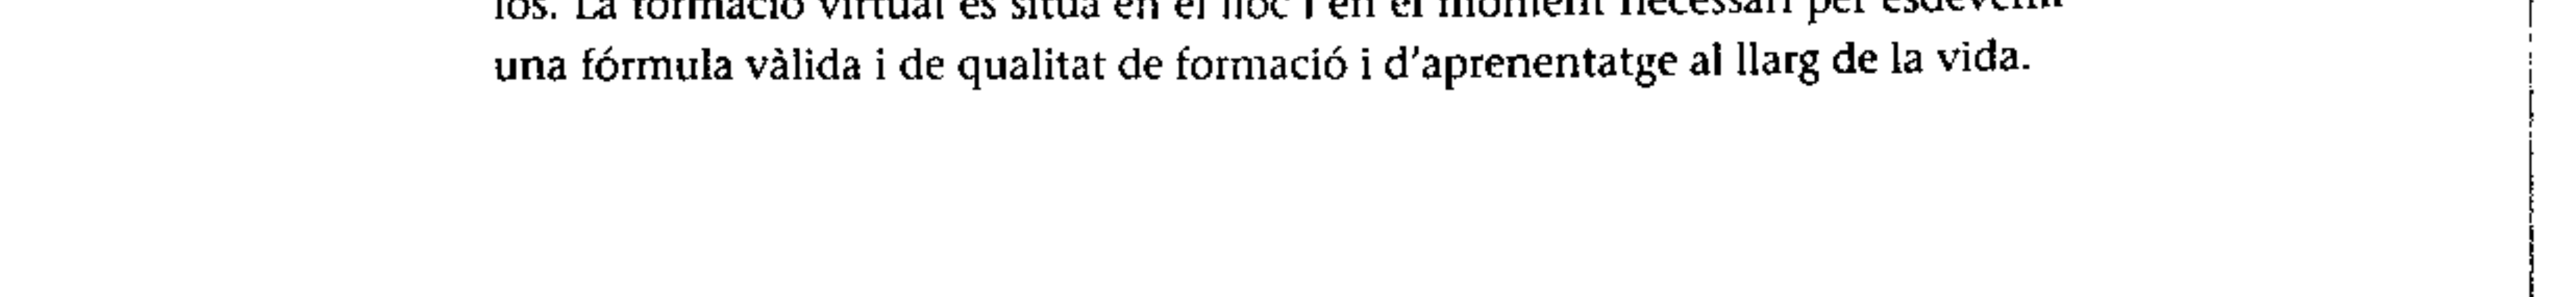 los. La formació virtual es situa en el lloc i en el moment necessari per esdevenir
una fórmula vàlida i de qualitat de formació i d'aprenentatge al llarg de la vida.